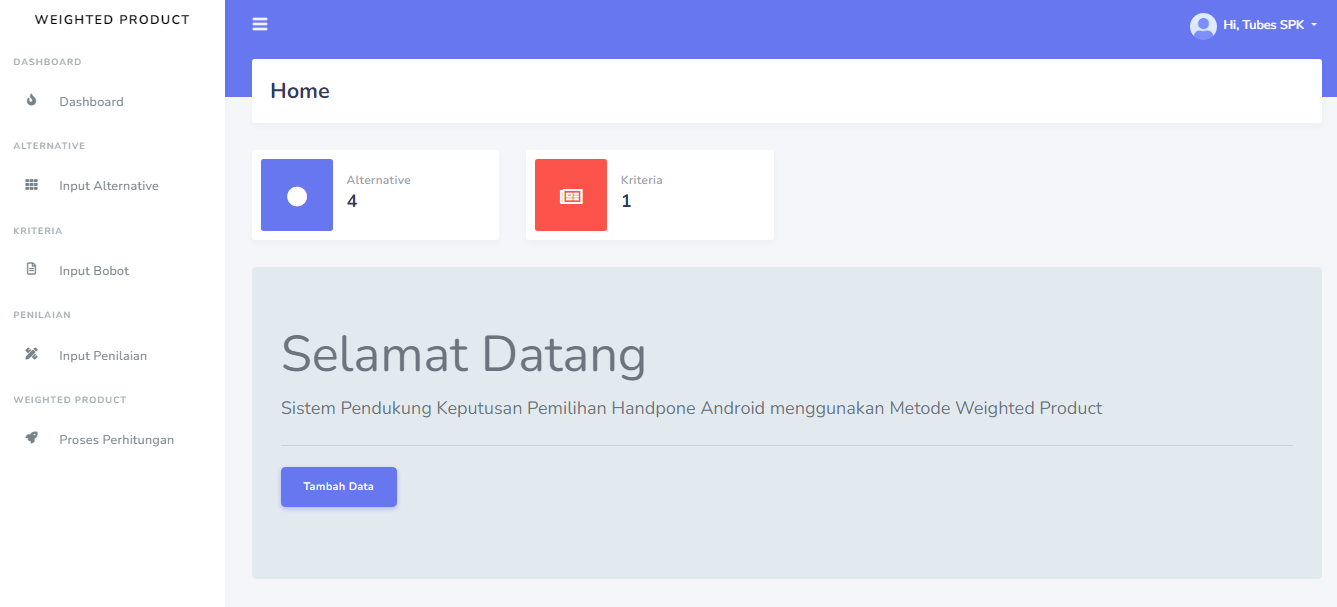 WEIGHTED PRODUCT
DASHBOARD
Dashboard
ALTERNATIVE
Input Alternative
KRITERIA
Input Bobot
PENILAIAN
Input Penilaian
WEIGHTED PRODUCT
Proses Perhitungan
Hi, Tubes SPK
Home
Alternative
4
Kriteria
1
Selamat Datang
Sistem Pendukung Keputusan Pemilihan Handpone Android menggunakan Metode Weighted Product
Tambah Data